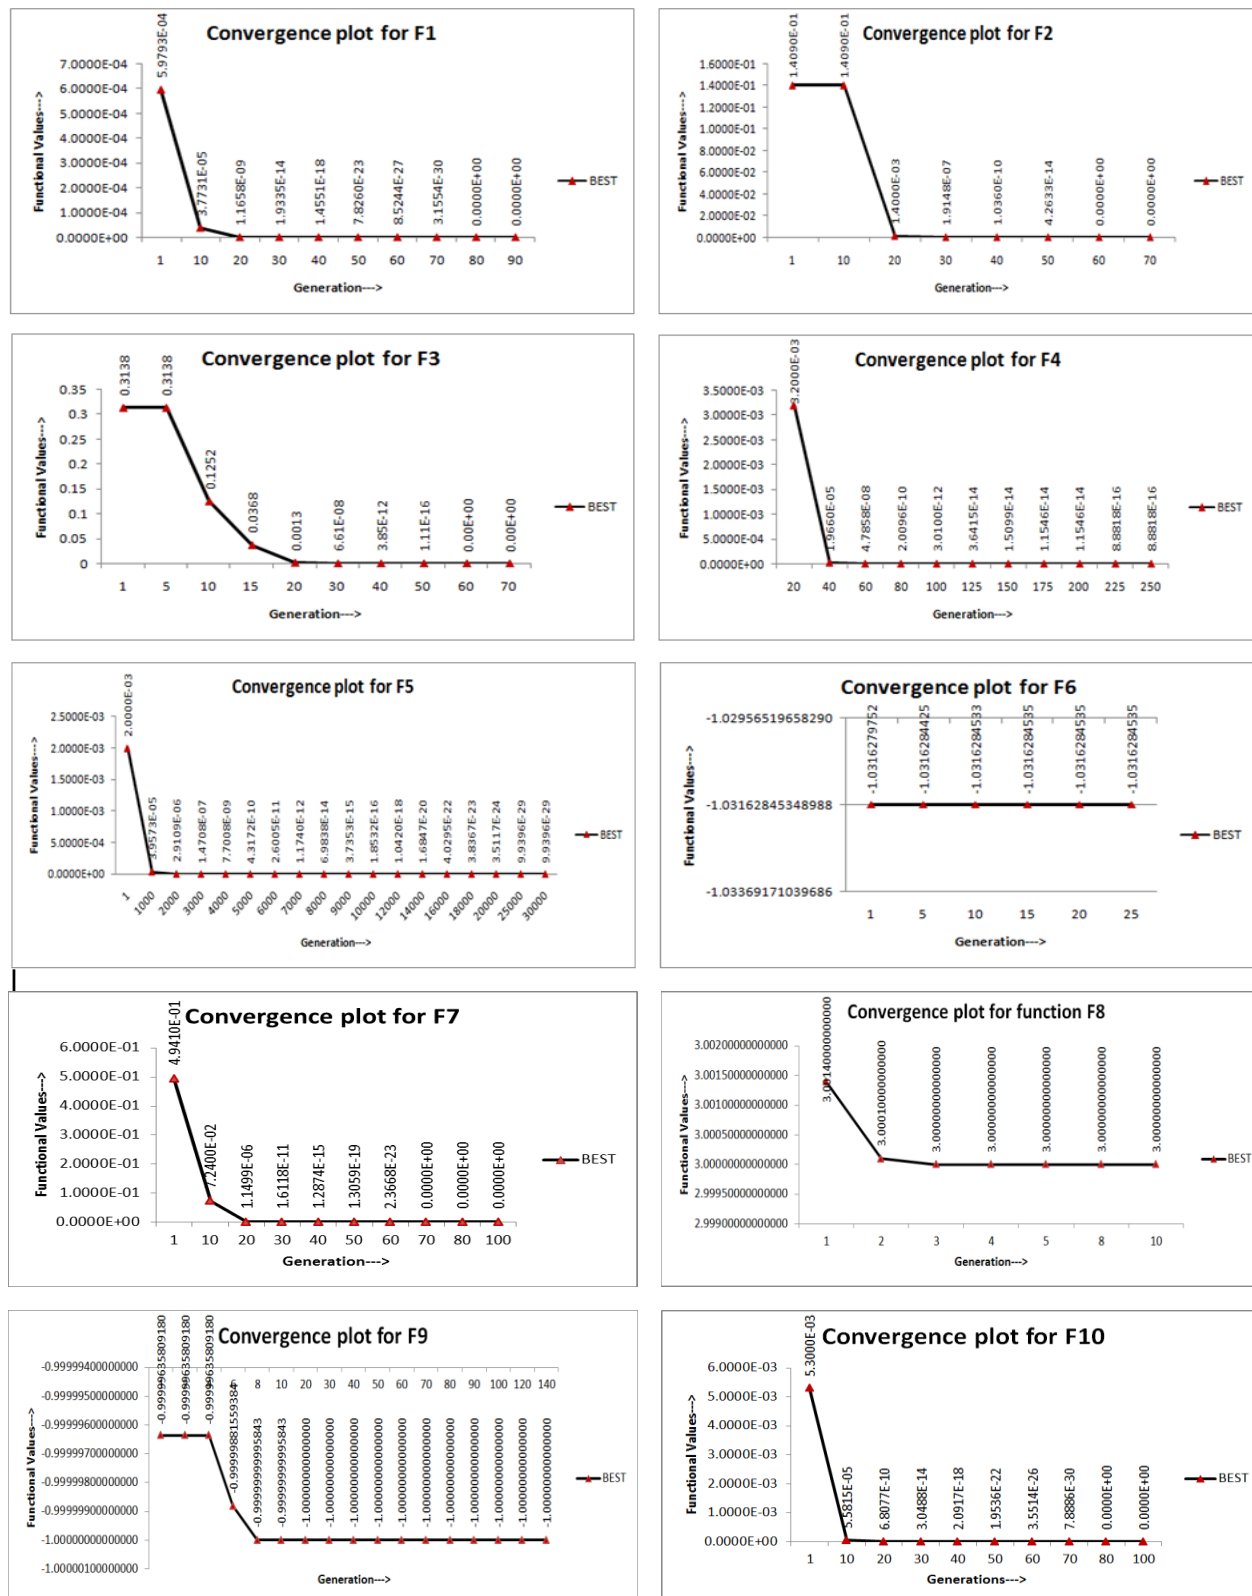 Convergence plot for F1
Functional Values--->
7.0000E-04
6.0000E-04
5.0000E-04
4.0000E-04
3.0000E-04
2.0000E-04
1.0000E-04
0.0000E+00
5.9793E-04
3.7731E-05
1.1658E-09
1.9335E-14
1.4551E-18
7.8260E-23
8.5244E-27
3.1554E-30
0.0000E+00
0.0000E+00
1 10 20 30 40 50 60 70 80 90
Generation--->
BEST
Convergence plot for F2
Functional Values--->
1.6000E-01
1.4000E-01
1.2000E-01
1.0000E-01
8.0000E-02
6.0000E-02
4.0000E-02
2.0000E-02
0.0000E+00
1.4090E-01
1.4090E-01
1.4000E-03
1.9148E-07
1.0360E-10
4.2633E-14
0.0000E+00
0.0000E+00
1 10 20 30 40 50 60 70
Generation--->
BEST
Convergence plot for F3
Functional Values--->
0.35
0.3
0.25
0.2
0.15
0.1
0.05
0
0.3138
0.3138
0.1252
0.0368
0.0013
6.61E-08
3.85E-12
1.11E-16
0.00E+00
0.00E+00
1 5 10 15 20 30 40 50 60 70
Generation--->
BEST
Convergence plot for F4
Functional Values--->
3.5000E-03
3.0000E-03
2.5000E-03
2.0000E-03
1.5000E-03
1.0000E-03
5.0000E-04
0.0000E+00
3.2000E-03
1.9660E-05
4.7858E-08
2.0096E-10
3.0100E-12
3.6415E-14
1.5099E-14
1.1546E-14
1.1546E-14
8.8818E-16
8.8818E-16
20 40 60 80 100 125 150 175 200 225 250
Generation--->
BEST
Convergence plot for F5
Functional Values--->
2.5000E-03
2.0000E-03
1.5000E-03
1.0000E-03
5.0000E-04
0.0000E+00
2.0000E-03
3.9573E-05
2.9109E-06
1.4708E-07
7.7008E-09
4.3172E-10
2.6005E-11
1.1740E-12
6.9838E-14
3.7353E-15
1.8532E-16
1.0420E-18
1.6847E-20
4.0295E-22
3.8367E-23
3.5117E-24
9.9396E-29
9.9396E-29
1 1000 2000 3000 4000 5000 6000 7000 8000 9000 10000 12000 14000 16000 18000 20000 25000 30000
Generation--->
BEST
Convergence plot for F6
Functional Values--->
-1.02956519658290
-1.03162845348988
-1.03369171039686
-1.0316279752
-1.0316284425
-1.0316284533
-1.0316284535
-1.0316284535
-1.0316284535
1 5 10 15 20 25
Generation--->
BEST
Convergence plot for F7
Functional Values--->
6.0000E-01
5.0000E-01
4.0000E-01
3.0000E-01
2.0000E-01
1.0000E-01
0.0000E+00
4.9410E-01
7.2400E-02
1.1499E-06
1.6118E-11
1.2874E-15
1.3059E-19
2.3668E-23
0.0000E+00
0.0000E+00
0.0000E+00
1 10 20 30 40 50 60 70 80 100
Generation--->
BEST
Convergence plot for function F8
Functional Values--->
3.00200000000000
3.00150000000000
3.00100000000000
3.00050000000000
3.00000000000000
2.99950000000000
2.99900000000000
3.00140000000000
3.00010000000000
3.00000000000000
3.00000000000000
3.00000000000000
3.00000000000000
3.00000000000000
1 2 3 4 5 8 10
Generation--->
BEST
Convergence plot for F9
Functional Values--->
-0.99999400000000
-0.99999500000000
-0.99999600000000
-0.99999700000000
-0.99999800000000
-0.99999900000000
-1.00000000000000
-1.00000100000000
-0.99999635809180
-0.99999635809180
-0.99999635809180
-0.99999881559384
-0.99999999995843
-0.99999999995843
-1.00000000000000
-1.00000000000000
-1.00000000000000
-1.00000000000000
-1.00000000000000
-1.00000000000000
-1.00000000000000
-1.00000000000000
-1.00000000000000
-1.00000000000000
-1.00000000000000
6 8 10 20 30 40 60 70 80 90 100 120 140
Generation--->
BEST
Convergence plot for F10
Functional Values--->
6.0000E-03
5.0000E-03
4.0000E-03
3.0000E-03
2.0000E-03
1.0000E-03
0.0000E+00
5.3000E-03
5.5815E-05
6.8077E-10
3.0488E-14
2.0917E-18
1.9536E-22
3.5514E-26
7.8886E-30
0.0000E+00
0.0000E+00
1 10 20 30 40 50 60 70 80 100
Generations--->
BEST